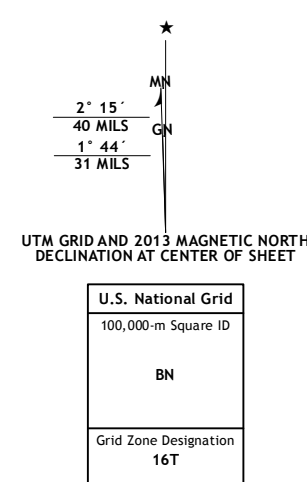 MN
2° 15´
40 MILS
GN
1° 44´
31 MILS
UTM GRID AND 2013 MAGNETIC NORTH
DECLINATION AT CENTER OF SHEET
U.S. National Grid
100,000-m Square ID
BN
Grid Zone Designation
16T